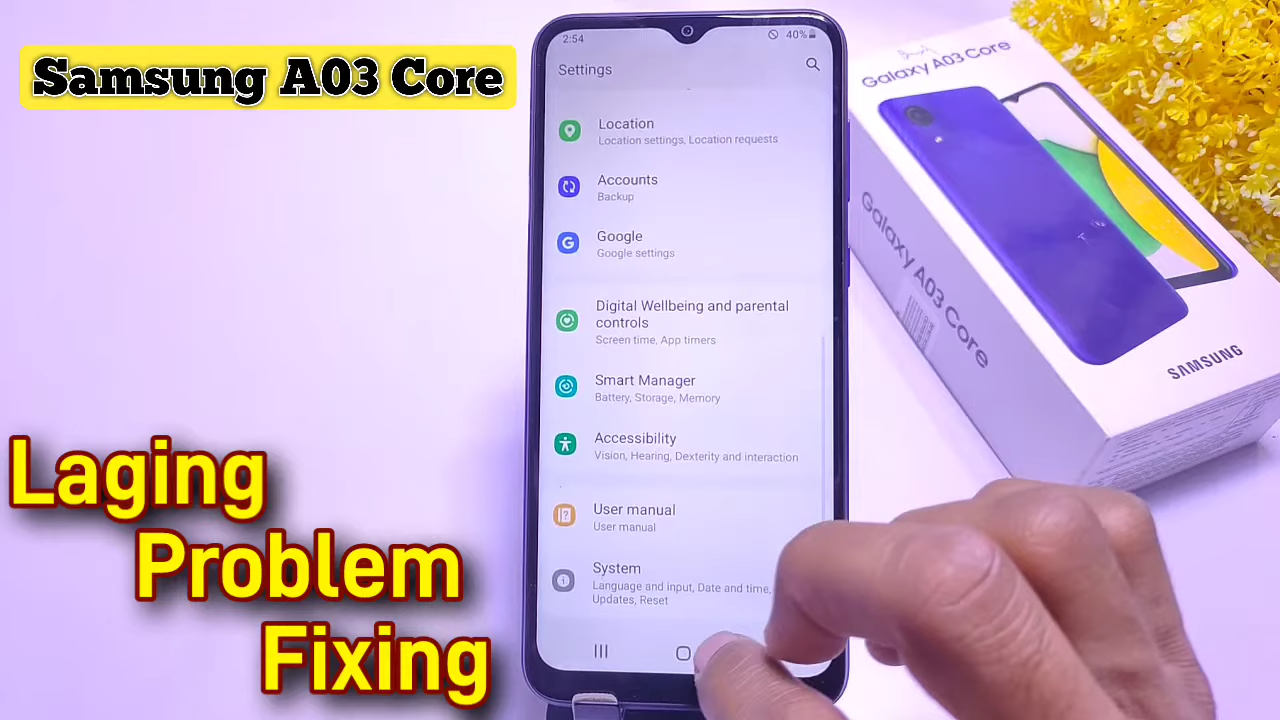 Samsung A03 Core
2:54
40%
Settings
Location
Location settings, Location requests
Accounts
Backup
Google
Google settings
Digital Wellbeing and parental
controls
Screen time, App timers
Smart Manager
Battery, Storage, Memory
Accessibility
Vision, Hearing, Dexterity and interaction
User manual
User manual
System
Language and input, Date and time,
Updates, Reset
Galaxy A03 Core
Galaxy A03 Core
SAMSUNG
Laging
Problem
Fixing